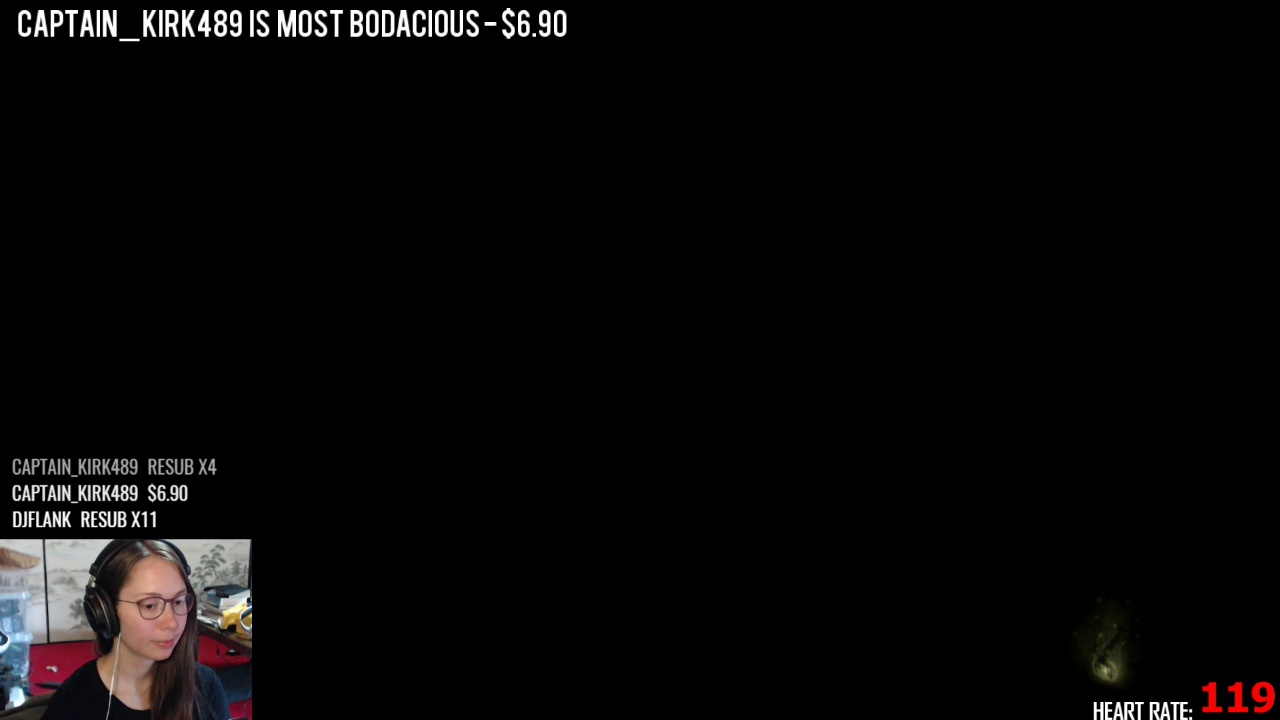 CAPTAIN_KIRK489 IS MOST BODACIOUS - $6.90
CAPTAIN_KIRK489 RESUB X4
CAPTAIN_KIRK489 $6.90
DJFLANK RESUB X11
HEART RATE: 119